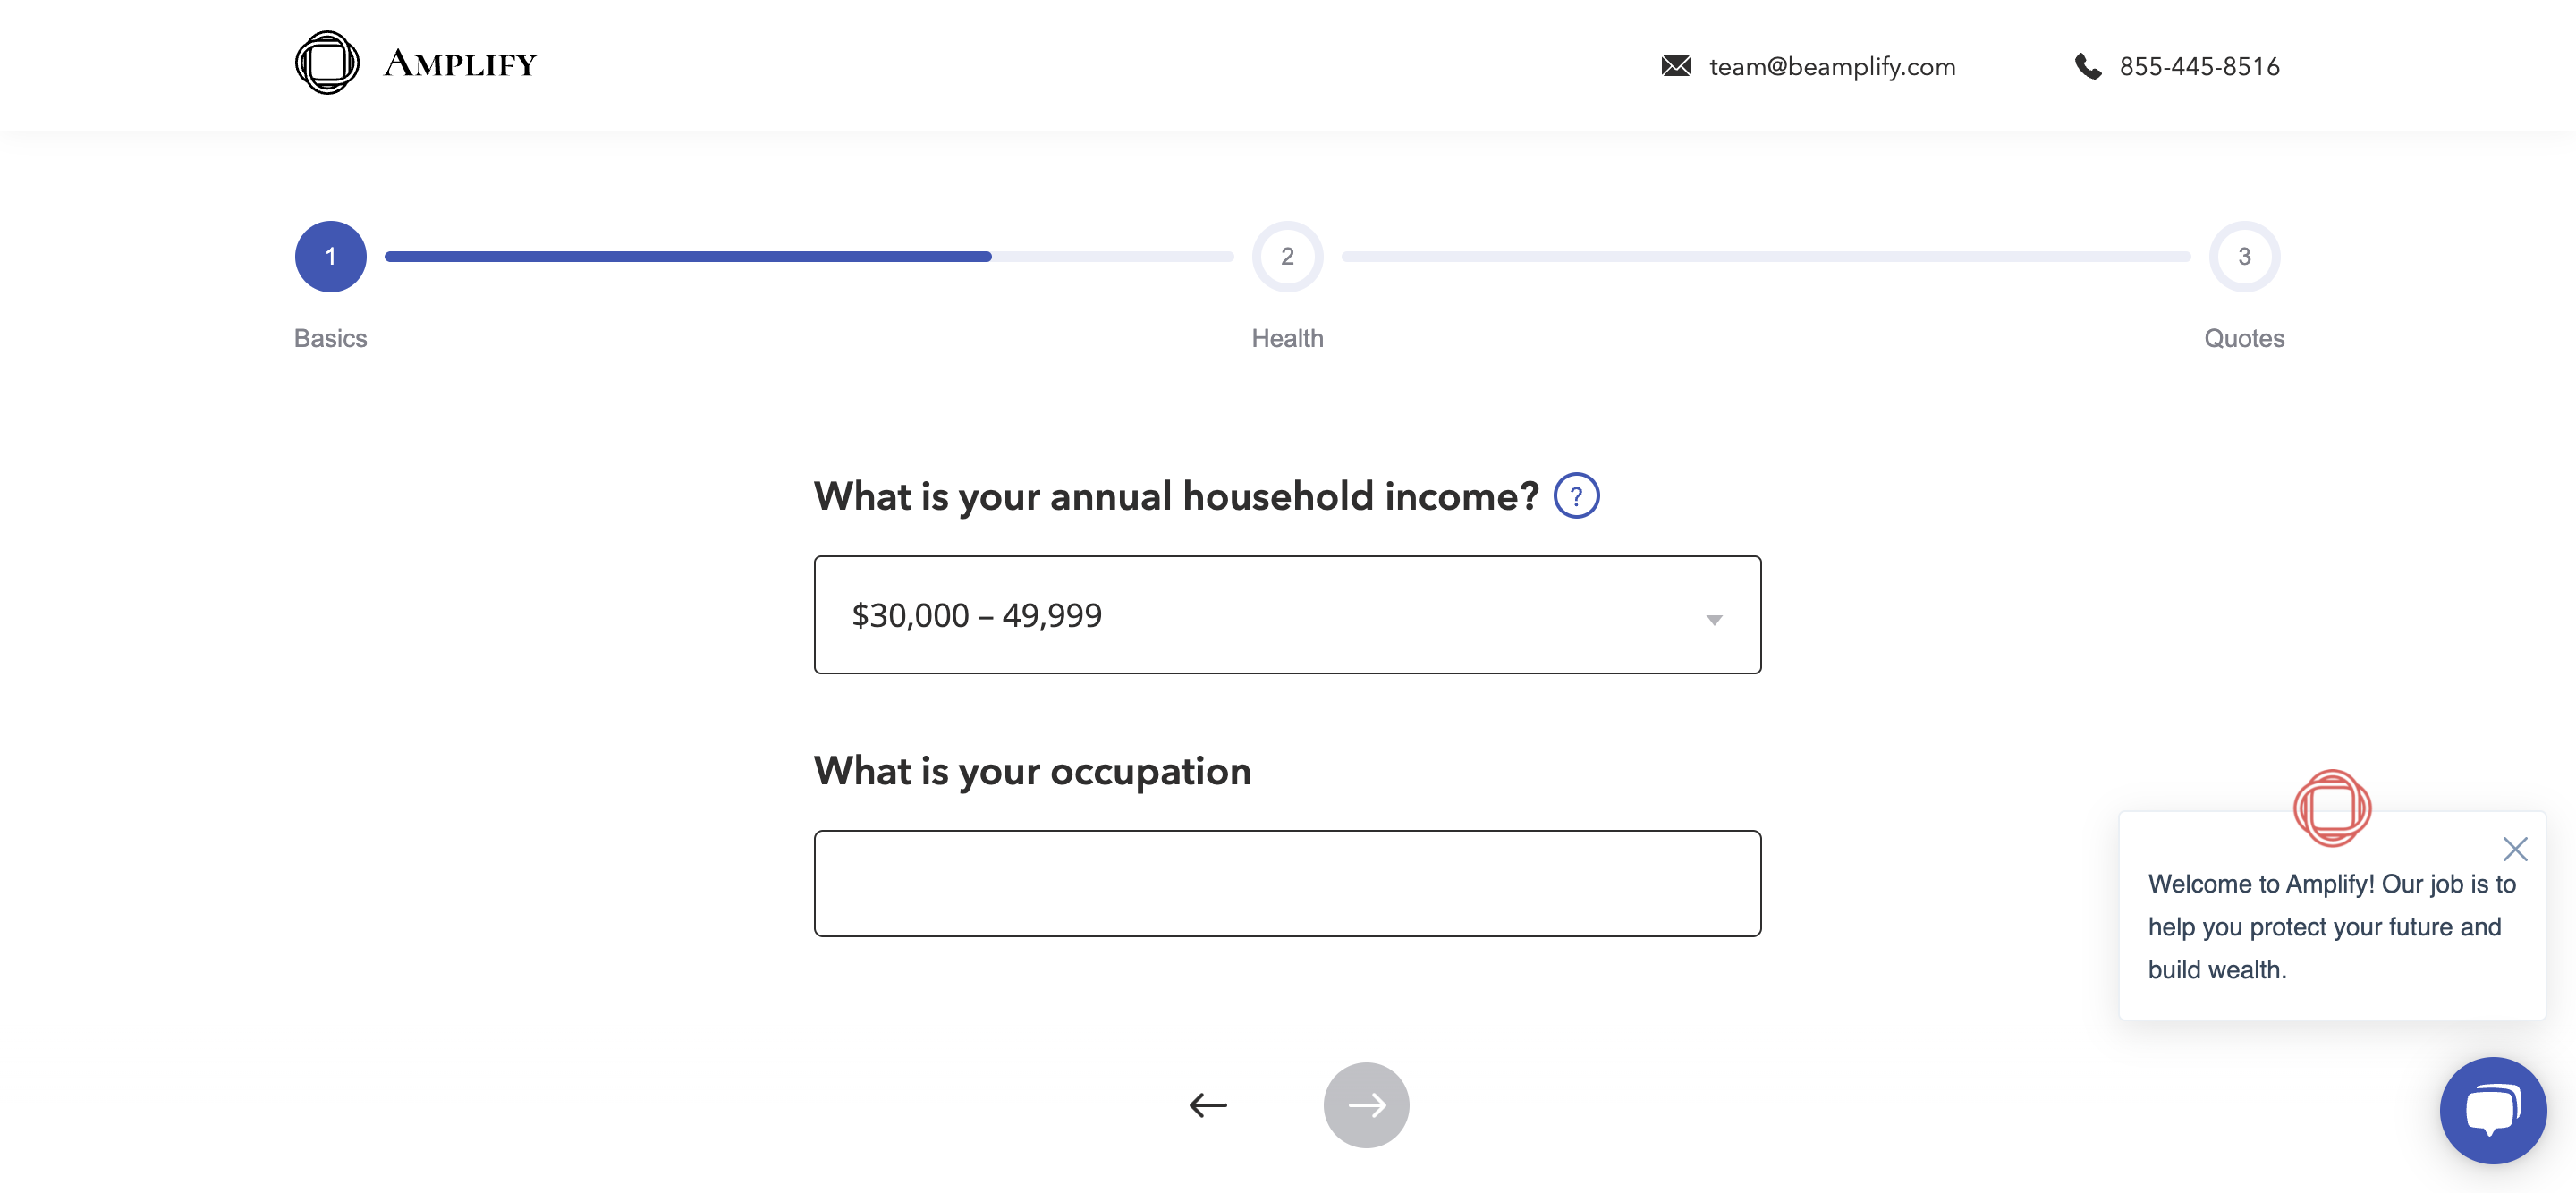 AMPLIFY
team@beamplify.com
855-445-8516
1
2
3
Basics
Health
Quotes
What is your annual household income? ?
$30,000 – 49,999
What is your occupation
Welcome to Amplify! Our job is to
help you protect your future and
build wealth.